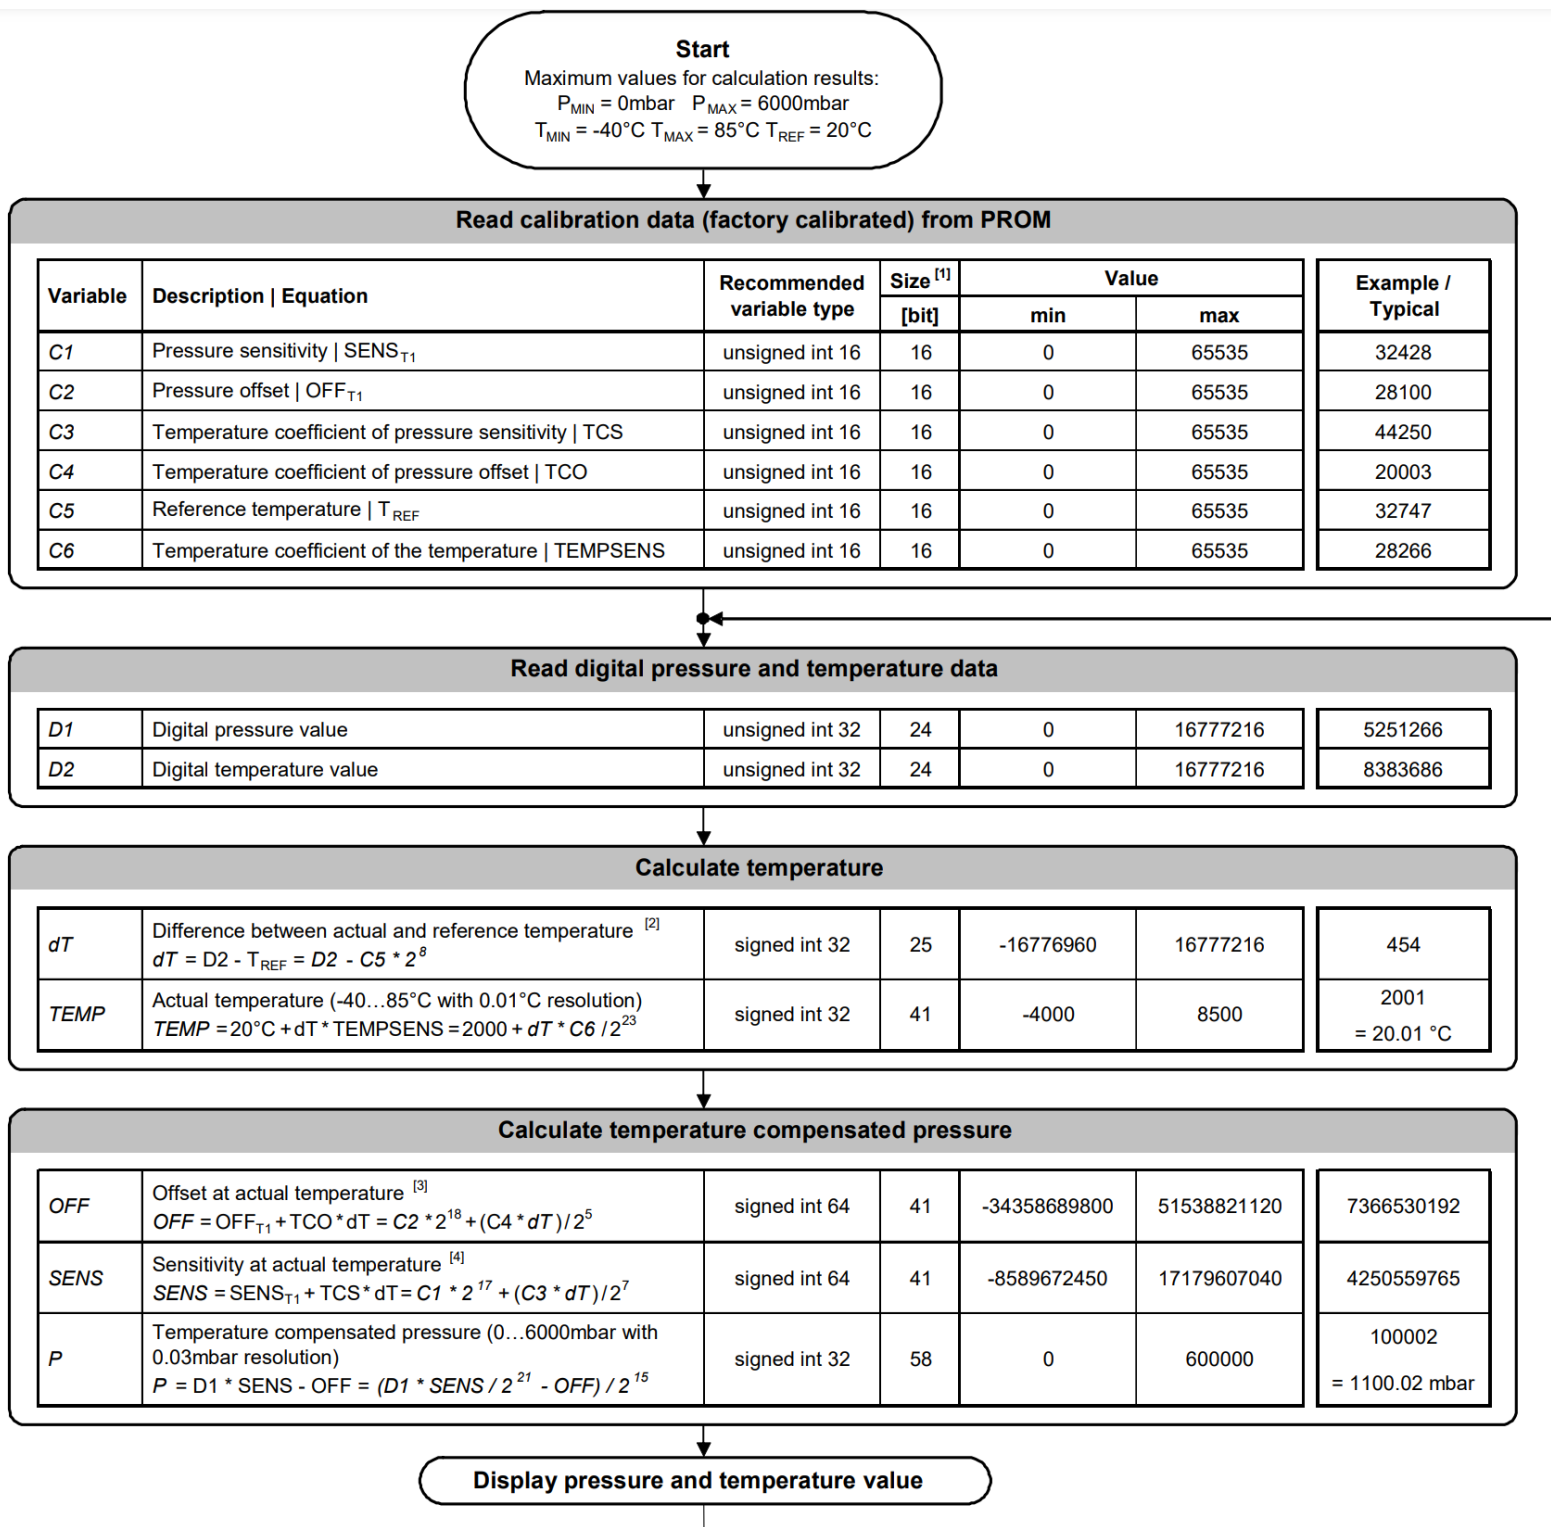 Start
Maximum values for calculation results:
PMIN = 0mbar PMAX = 6000mbar
TMIN = -40°C TMAX = 85°C TREF = 20°C
Read calibration data (factory calibrated) from PROM
Variable Description | Equation Recommended variable type Size [1] [bit] Value min max Example / Typical
C1 Pressure sensitivity | SENST1 unsigned int 16 16 0 65535 32428
C2 Pressure offset | OFFT1 unsigned int 16 16 0 65535 28100
C3 Temperature coefficient of pressure sensitivity | TCS unsigned int 16 16 0 65535 44250
C4 Temperature coefficient of pressure offset | TCO unsigned int 16 16 0 65535 20003
C5 Reference temperature | TREF unsigned int 16 16 0 65535 32747
C6 Temperature coefficient of the temperature | TEMPSENS unsigned int 16 16 0 65535 28266
Read digital pressure and temperature data
D1 Digital pressure value unsigned int 32 24 0 16777216 5251266
D2 Digital temperature value unsigned int 32 24 0 16777216 8383686
Calculate temperature
Difference between actual and reference temperature [2]
dT dT = D2 - TREF = D2 - C5 * 2^8 signed int 32 25 -16776960 16777216 454
Actual temperature (-40…85°C with 0.01°C resolution) 2001
TEMP TEMP = 20°C + dT * TEMPSENS = 2000 + dT * C6 / 2^23 signed int 32 41 -4000 8500 = 20.01 °C
Calculate temperature compensated pressure
Offset at actual temperature [3]
OFF OFF = OFFT1 + TCO * dT = C2 * 2^18 + (C4 * dT) / 2^5 signed int 64 41 -34358689800 51538821120 7366530192
Sensitivity at actual temperature [4]
SENS SENS = SENST1 + TCS * dT = C1 * 2^17 + (C3 * dT) / 2^7 signed int 64 41 -8589672450 17179607040 4250559765
Temperature compensated pressure (0…6000mbar with 100002
P 0.03mbar resolution) signed int 32 58 0 600000
P = D1 * SENS - OFF = (D1 * SENS / 2^21 - OFF) / 2^15 = 1100.02 mbar
Display pressure and temperature value